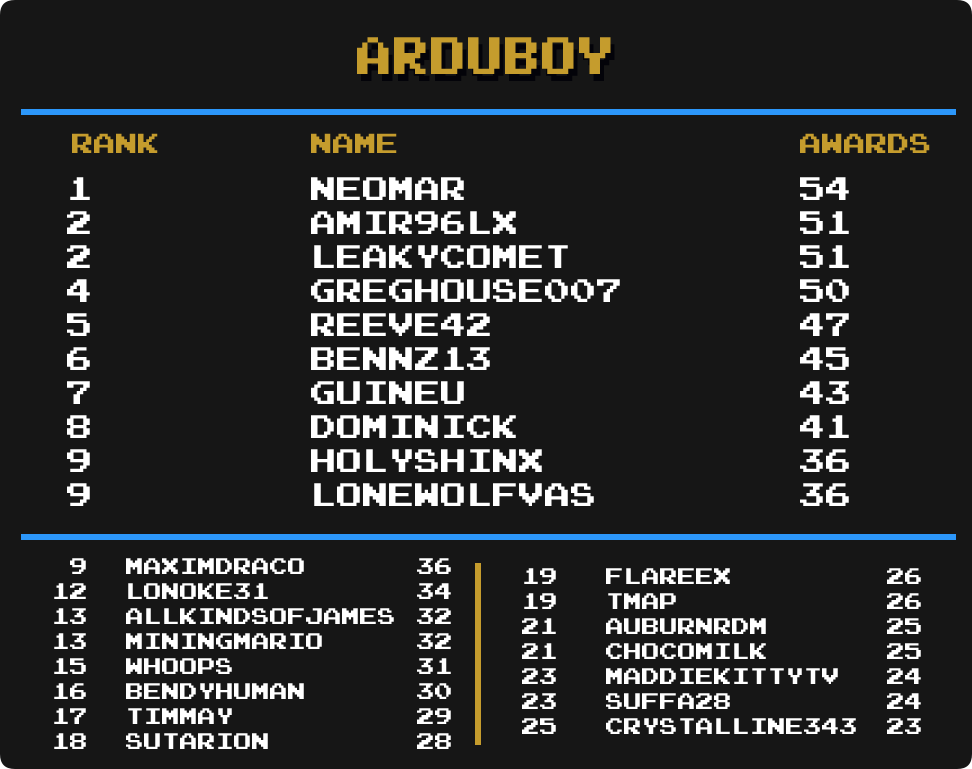 ARDUBOY
RANK NAME AWARDS
1 NEOMAR 54
2 AMIR96LX 51
2 LEAKYCOMET 51
4 GREGHOUSE007 50
5 REEVE42 47
6 BENNZ13 45
7 GUINEU 43
8 DOMINICK 41
9 HOLYSHINX 36
9 LONEWOLFVAS 36
9 MAXIMDRACO 36
12 LONOKE31 34
13 ALLKINDSOFJAMES 32
13 MININGMARIO 32
15 WHOOPS 31
16 BENDYHUMAN 30
17 TIMMAY 29
18 SUTARION 28
19 FLAREEX 26
19 TMAP 26
21 AUBURNRDM 25
21 CHOCOMILK 25
23 MADDIEKITTYTV 24
23 SUFFA28 24
25 CRYSTALLINE343 23